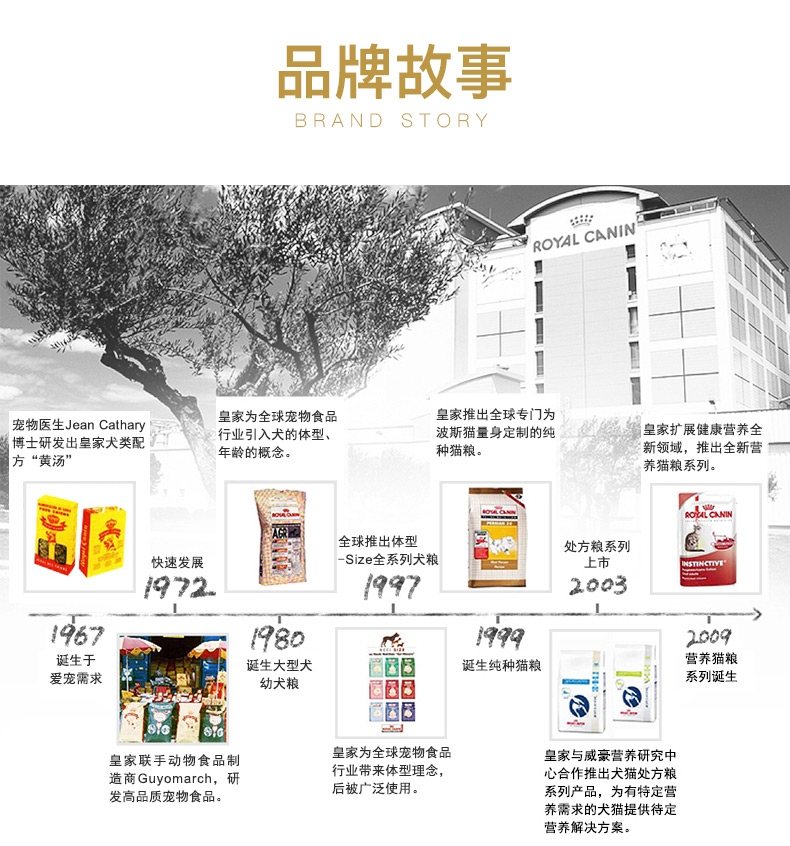 品牌故事
BRAND STORY
ROYAL CANIN
宠物医生Jean Cathary
博士研发出皇家犬类配
方“黄汤”
1967
诞生于
爱宠需求
快速发展
1972
皇家联手动物食品制
造商Guyomarch，研
发高品质宠物食品。
皇家为全球宠物食品
行业引入犬的体型、
年龄的概念。
ROYAL CANIN
AGR
1980
诞生大型犬
幼犬粮
全球推出体型
-Size全系列犬粮
1997
SIZE
皇家为全球宠物食品
行业带来体型理念，
后被广泛使用。
皇家推出全球专门为
波斯猫量身定制的纯
种猫粮。
ROYAL CANIN
PERSIAN 30
1999
诞生纯种猫粮
处方粮系列
上市
2003
皇家与威豪营养研究中
心合作推出犬猫处方粮
系列产品，为有特定营
养需求的犬猫提供待定
营养解决方案。
皇家扩展健康营养全
新领域，推出全新营
养猫粮系列。
ROYAL CANIN
INSTINCTIVE
2009
营养猫粮
系列诞生